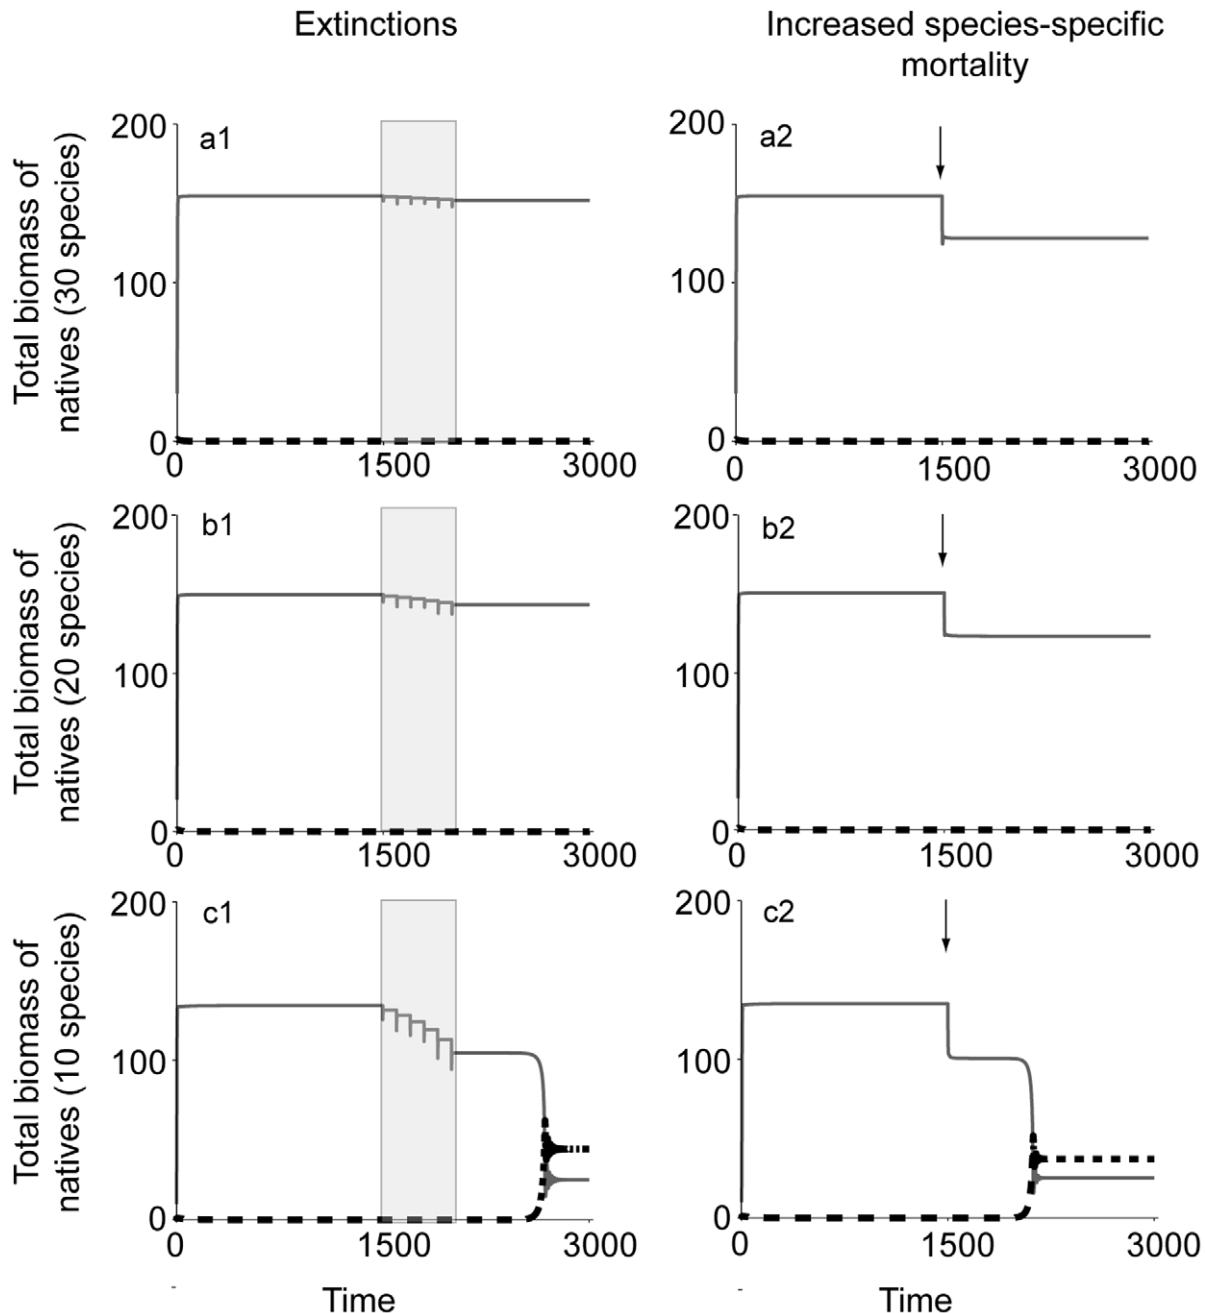 Extinctions
Increased species-specific
mortality
Total biomass of
natives (30 species)
200
a1
100
0
0
1500
3000
200
a2
100
0
0
1500
3000
Total biomass of
natives (20 species)
200
b1
100
0
0
1500
3000
200
b2
100
0
0
1500
3000
Total biomass of
natives (10 species)
200
c1
100
0
0
1500
3000
200
c2
100
0
0
1500
3000
Time
Time